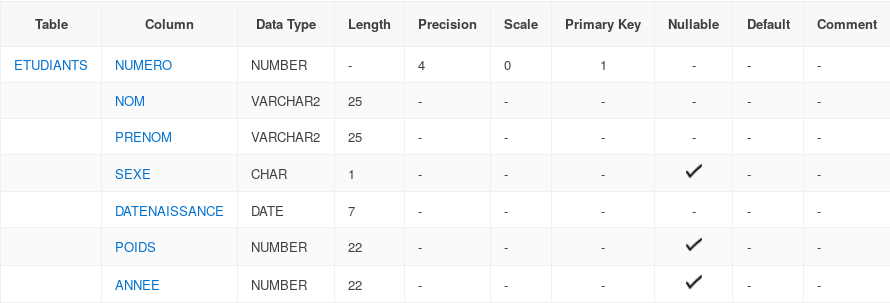 Table Column Data Type Length Precision Scale Primary Key Nullable Default Comment
ETUDIANTS NUMERO NUMBER - 4 0 1 - - -
NOM VARCHAR2 25 - - - - - -
PRENOM VARCHAR2 25 - - - - - -
SEXE CHAR 1 - - - ✓ - -
DATENAISSANCE DATE 7 - - - - - -
POIDS NUMBER 22 - - - ✓ - -
ANNEE NUMBER 22 - - - ✓ - -